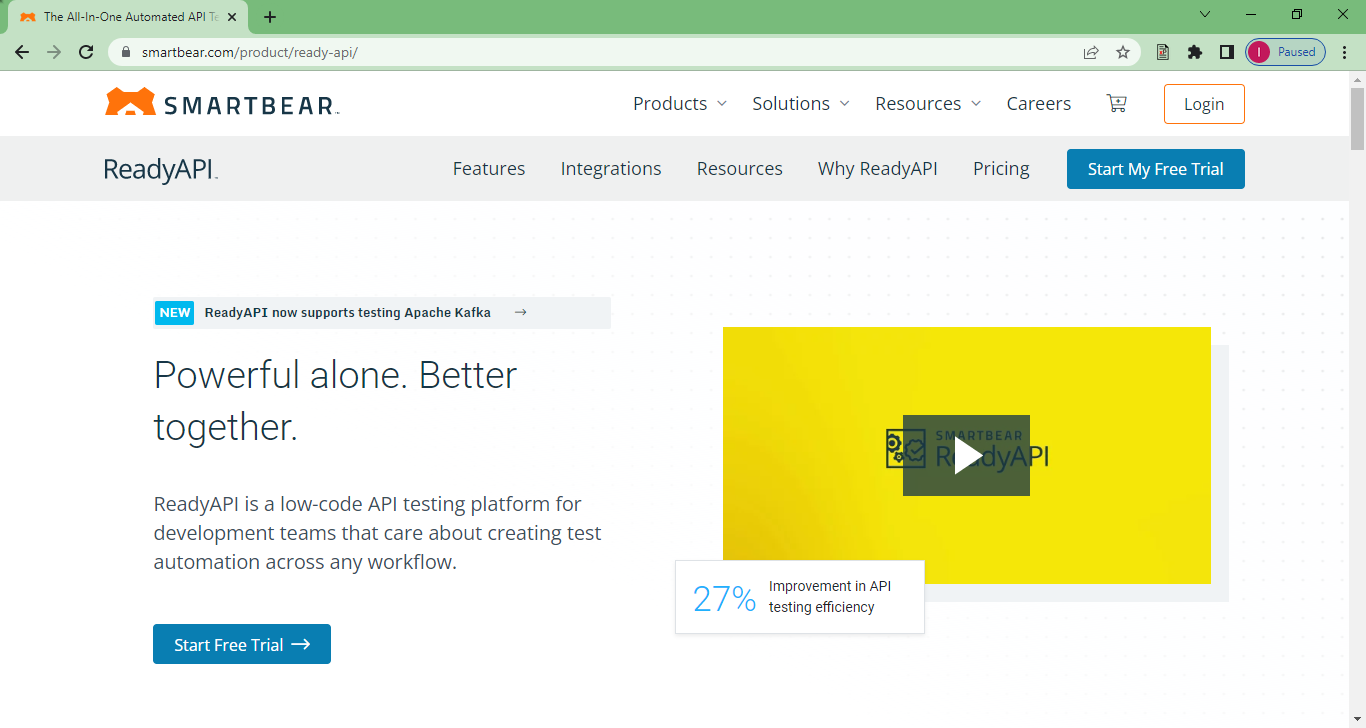 The All-In-One Automated API Te
smartbear.com/product/ready-api/
I Paused
SMARTBEAR
Products Solutions Resources Careers Login
ReadyAPI
Features Integrations Resources Why ReadyAPI Pricing Start My Free Trial
NEW ReadyAPI now supports testing Apache Kafka →
Powerful alone. Better
together.
ReadyAPI is a low-code API testing platform for
development teams that care about creating test
automation across any workflow.
Start Free Trial →
SMARTBEAR
ReadyAPI
27% Improvement in API
testing efficiency